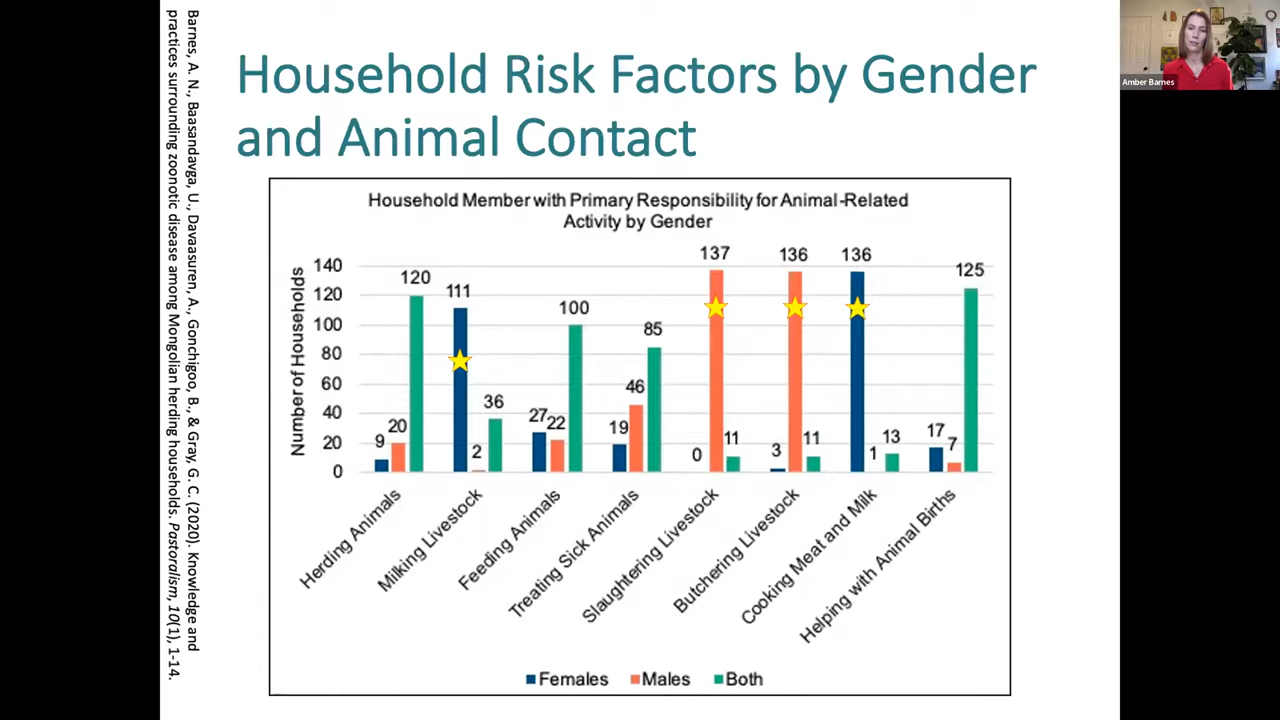 Barnes, A. N., Baasandavga, U., Davaasuren, A., Gonchigoo, B., & Gray, G. C. (2020). Knowledge and
practices surrounding zoonotic disease among Mongolian herding households. Pastoralism, 10(1), 1-14.
Household Risk Factors by Gender
and Animal Contact
Amber Barnes
Household Member with Primary Responsibility for Animal-Related
Activity by Gender
Number of Households
140
120
100
80
60
40
20
0
9
20
120
111
2
36
27
22
100
19
46
85
0
137
11
3
136
11
136
1
13
17
7
125
Herding Animals
Milking Livestock
Feeding Animals
Treating Sick Animals
Slaughtering Livestock
Butchering Livestock
Cooking Meat and Milk
Helping with Animal Births
Females
Males
Both